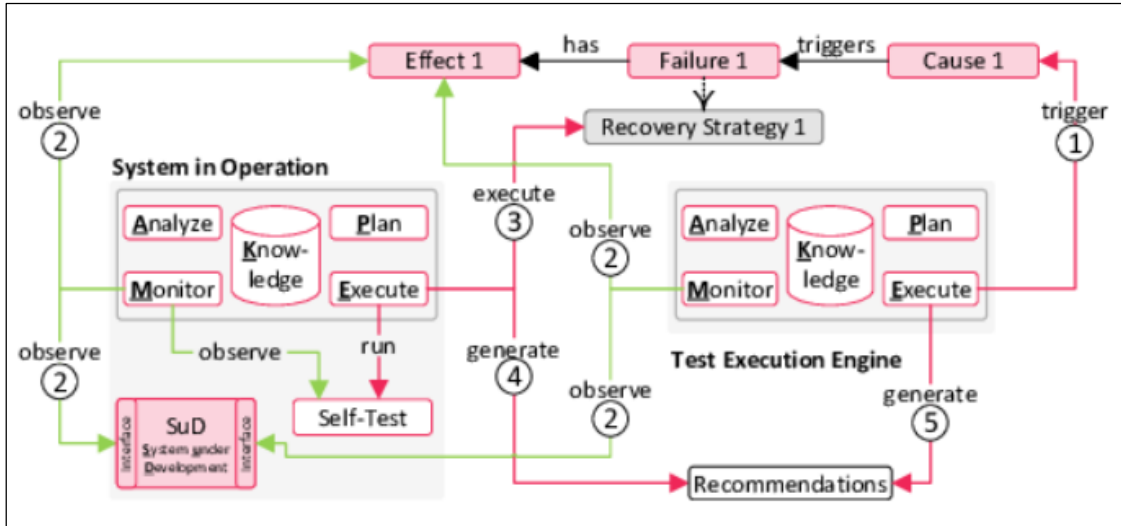 has
triggers
Effect 1
Failure 1
Cause 1
observe
2
trigger
1
Recovery Strategy 1
System in Operation
execute
3
observe
2
Analyze
Know-
ledge
Plan
Monitor
Execute
Analyze
Know-
ledge
Plan
Monitor
Execute
observe
2
observe
run
generate
4
Test Execution Engine
observe
2
generate
5
Self-Test
Interface
SuD
System under
Development
Interface
Recommendations